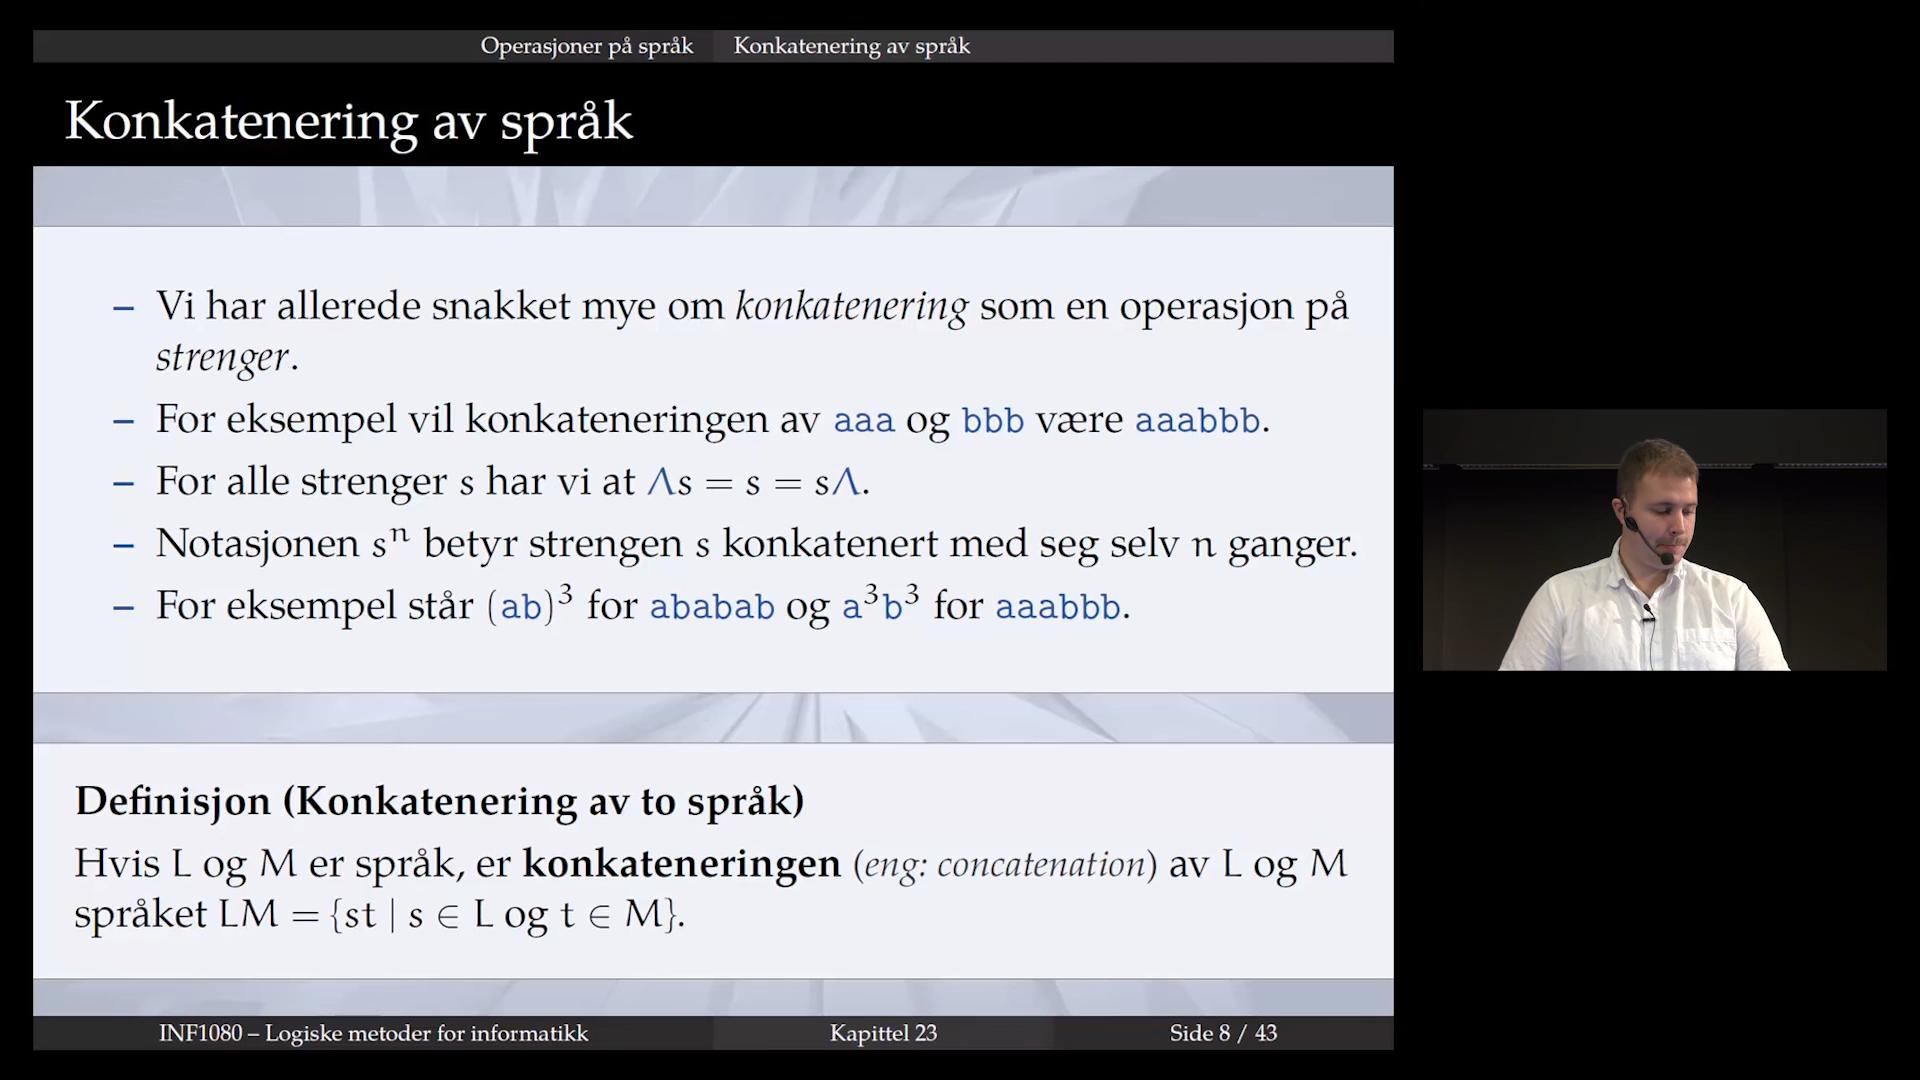 Operasjoner på språk Konkatenering av språk
Konkatenering av språk
– Vi har allerede snakket mye om konkatenering som en operasjon på
strenger.
– For eksempel vil konkateneringen av aaa og bbb være aaabbb.
– For alle strenger s har vi at Λs = s = sΛ.
– Notasjonen sⁿ betyr strengen s konkatenert med seg selv n ganger.
– For eksempel står (ab)³ for ababab og a³b³ for aaabbb.
Definisjon (Konkatenering av to språk)
Hvis L og M er språk, er konkateneringen (eng: concatenation) av L og M
språket LM = {st | s ∈ L og t ∈ M}.
INF1080 – Logiske metoder for informatikk Kapittel 23 Side 8 / 43